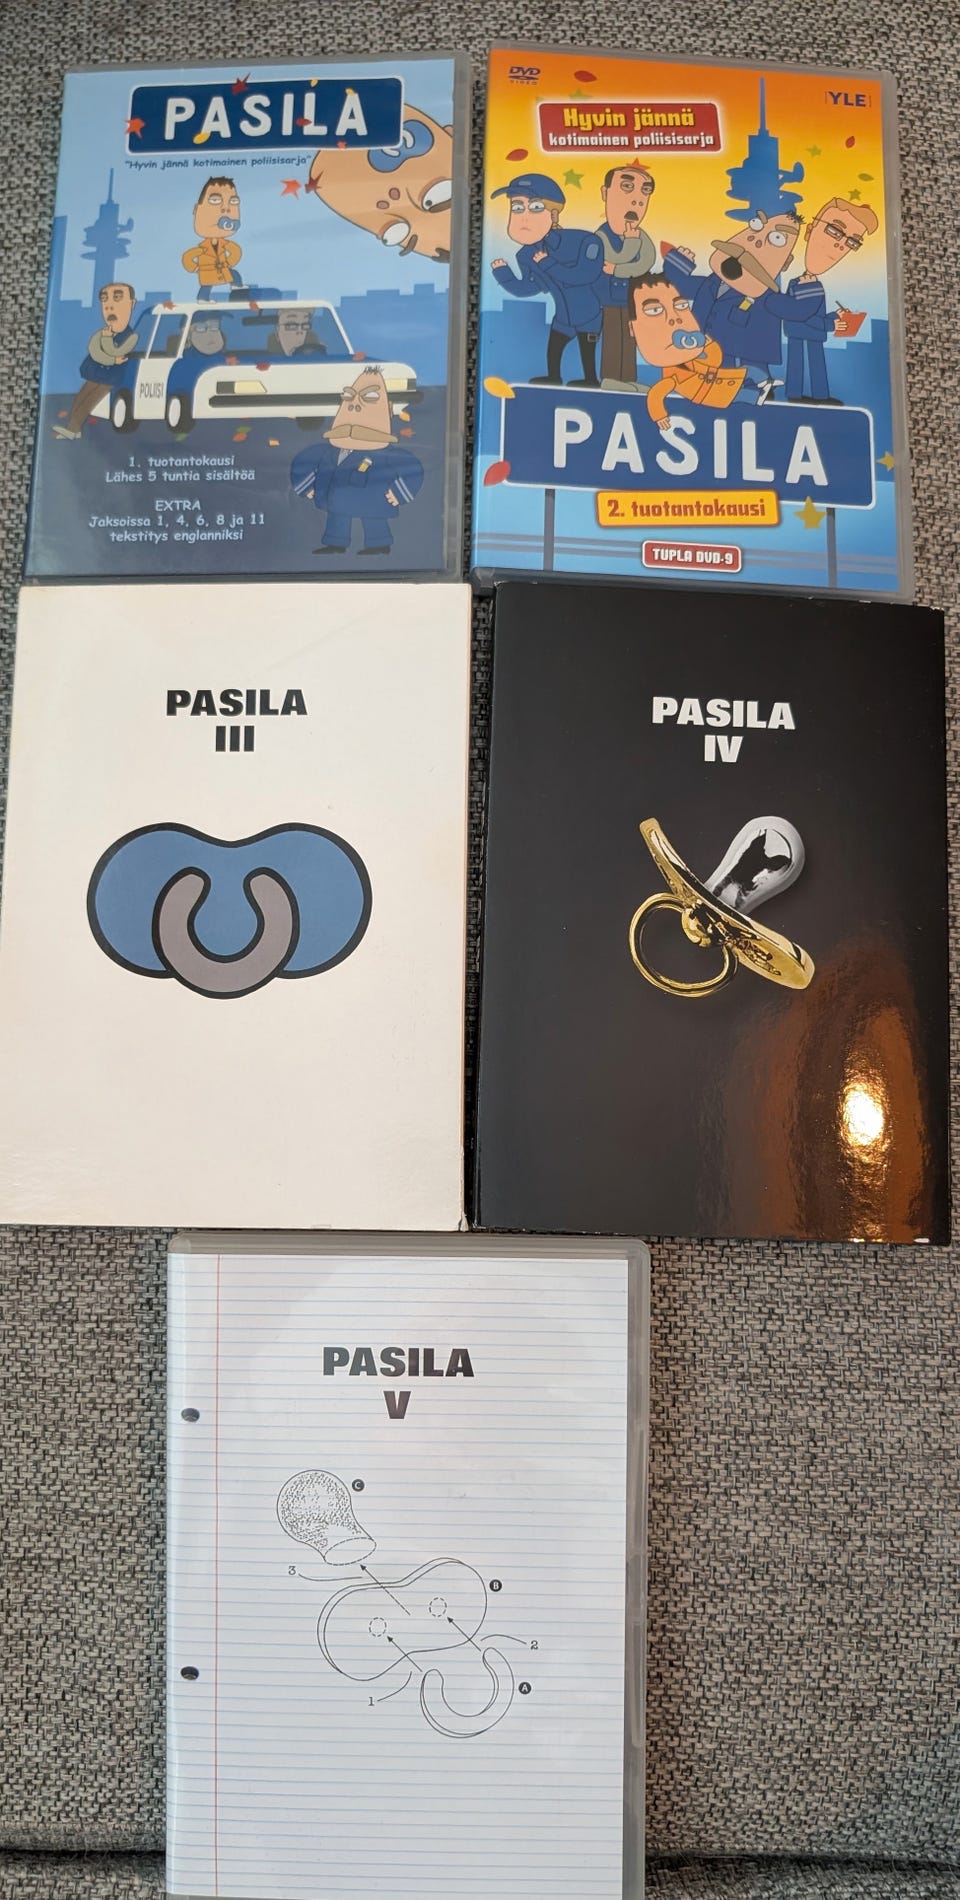 PASILA
"Hyvin jännä kotimainen poliisisarja"
POLIISI
1. tuotantokausi
Lähes 5 tuntia sisältöä
EXTRA
Jaksoissa 1, 4, 6, 8 ja 11
tekstitys englanniksi
DVD
VIDEO
YLE
Hyvin jännä
kotimainen poliisisarja
PASILA
2. tuotantokausi
TUPLA DVD-9
PASILA
III
PASILA
IV
PASILA
V
C
3
B
2
A
1